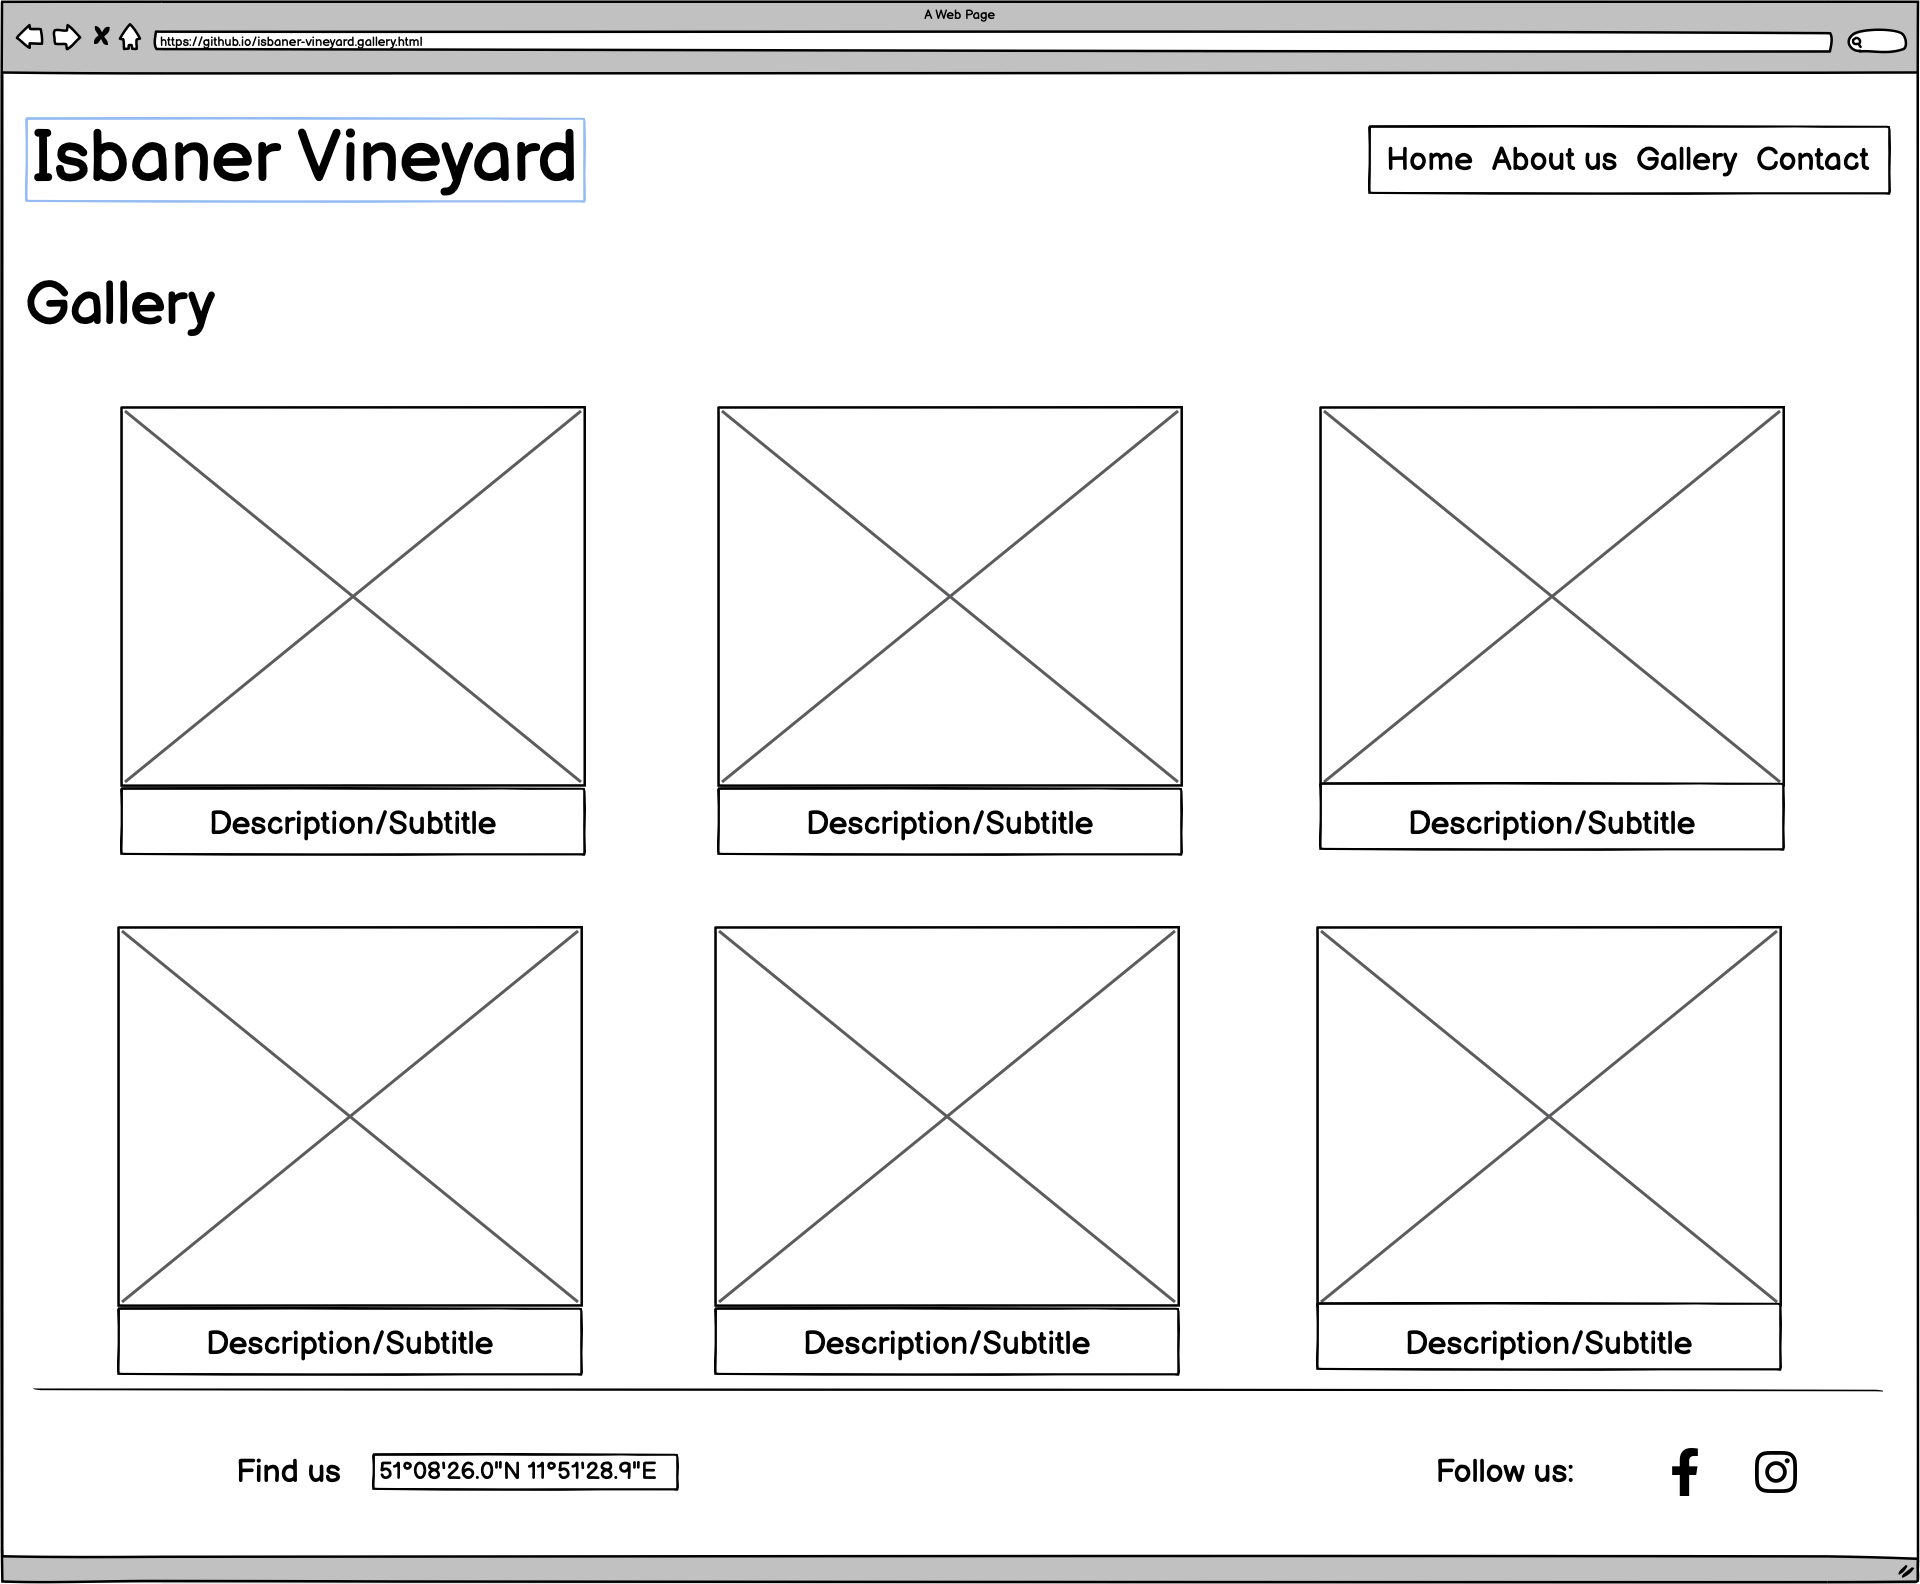 A Web Page
https://github.io/isbaner-vineyard.gallery.html
Isbaner Vineyard
Home About us Gallery Contact
Gallery
Description/Subtitle Description/Subtitle Description/Subtitle
Description/Subtitle Description/Subtitle Description/Subtitle
Find us 51°08'26.0"N 11°51'28.9"E Follow us: